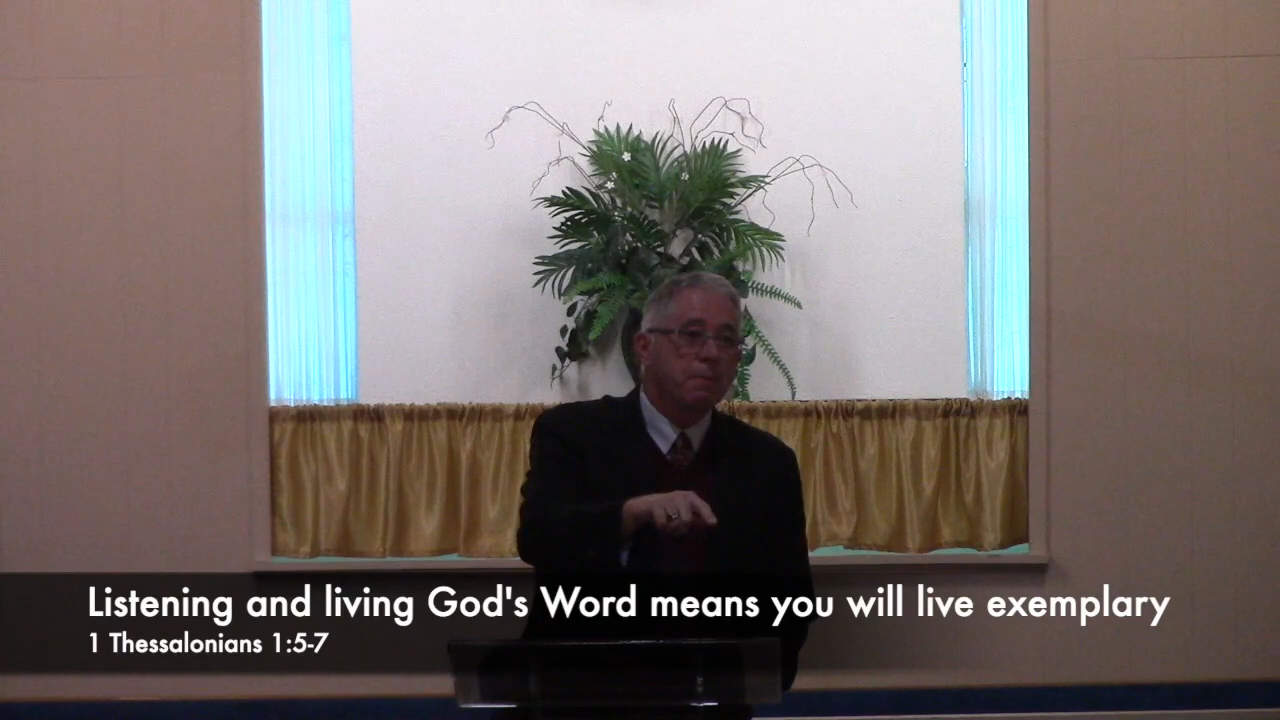 Listening and living God's Word means you will live exemplary
1 Thessalonians 1:5-7